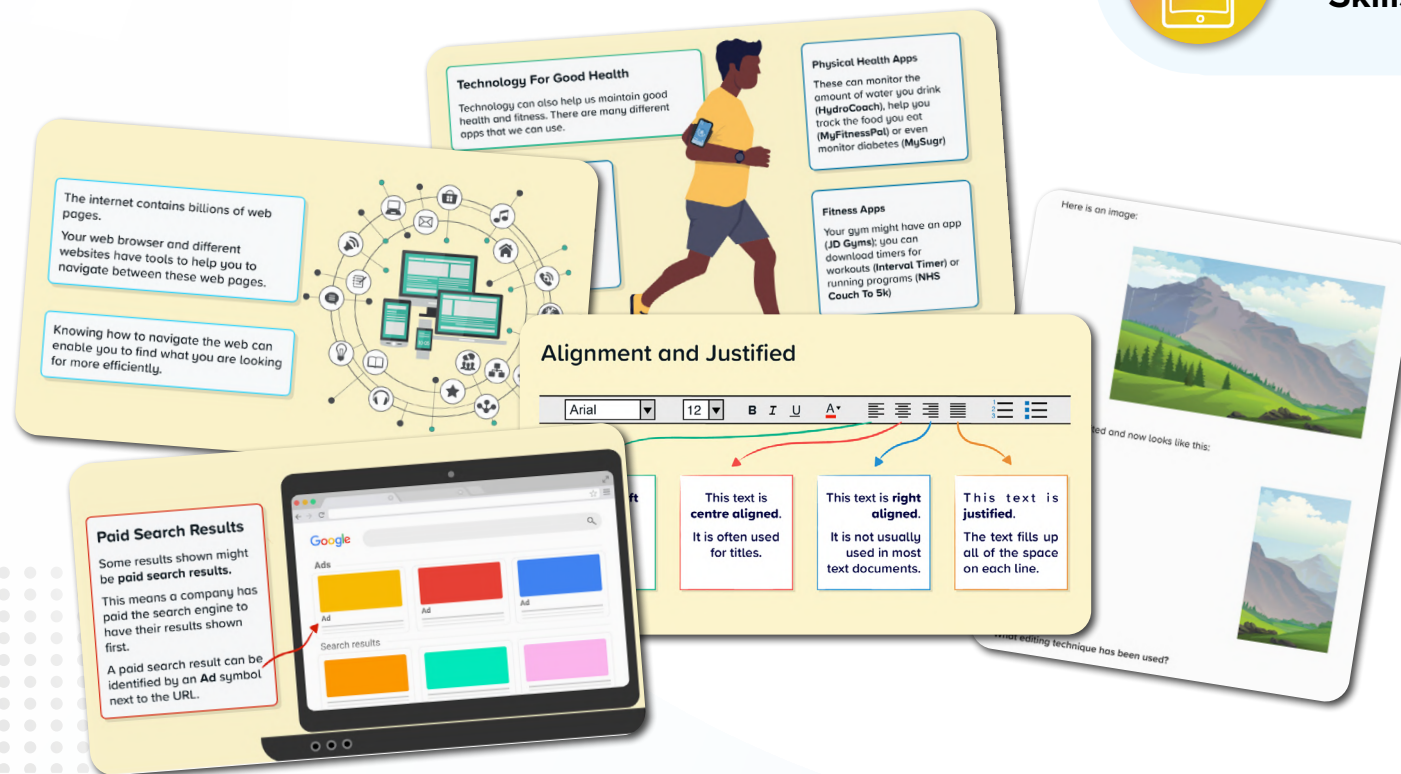 Skills
Technology For Good Health
Technology can also help us maintain good
health and fitness. There are many different
apps that we can use.
Physical Health Apps
These can monitor the
amount of water you drink
(HydroCoach), help you
track the food you eat
(MyFitnessPal) or even
monitor diabetes (MySugr)
Fitness Apps
Your gym might have an app
(JD Gyms); you can
download timers for
workouts (Interval Timer) or
running programs (NHS
Couch To 5k)
The internet contains billions of web
pages.
Your web browser and different
websites have tools to help you to
navigate between these web pages.
Knowing how to navigate the web can
enable you to find what you are looking
for more efficiently.
Here is an image:
and now looks like this:
What editing technique has been used?
Alignment and Justified
Arial
12
B I U A
This text is
centre aligned.
It is often used
for titles.
This text is right
aligned.
It is not usually
used in most
text documents.
This text is
justified.
The text fills up
all of the space
on each line.
Paid Search Results
Some results shown might
be paid search results.
This means a company has
paid the search engine to
have their results shown
first.
A paid search result can be
identified by an Ad symbol
next to the URL.
Google
Ads
Ad
Ad
Ad
Search results